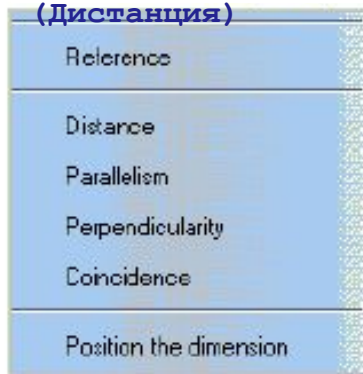 (Дистанция)
Reference
Distance
Parallelism
Perpendicularity
Coincidence
Position the dimension